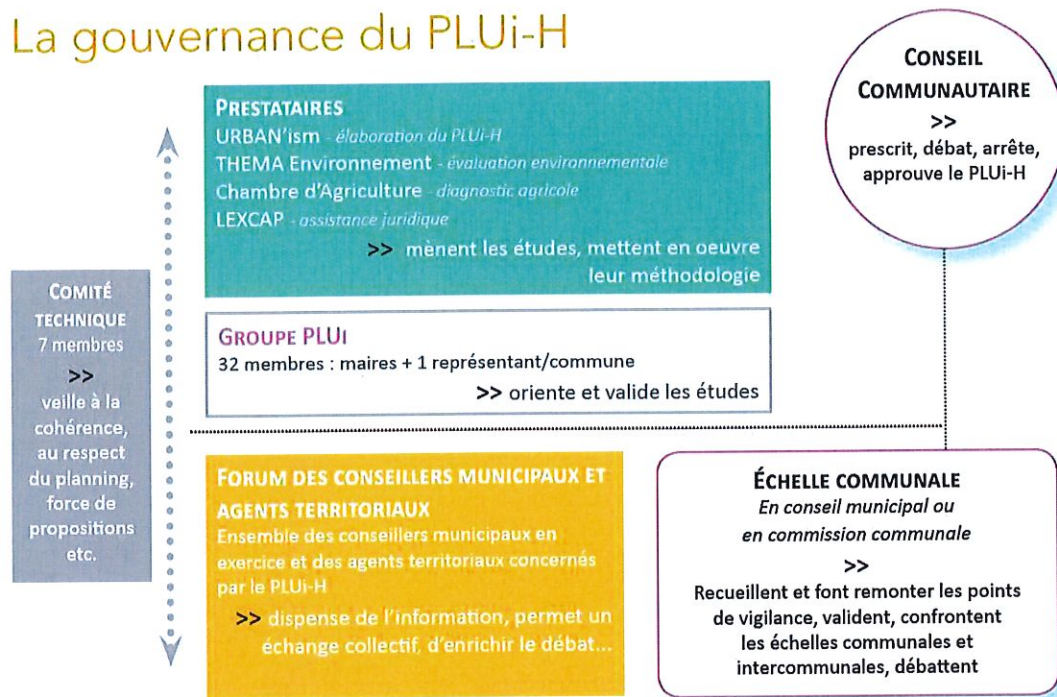 La gouvernance du PLUi-H
PRESTATAIRES
URBAN'ism - élaboration du PLUi-H
THEMA Environnement - évaluation environnementale
Chambre d'Agriculture - diagnostic agricole
LEXCAP - assistance juridique
>> mènent les études, mettent en oeuvre
leur méthodologie
CONSEIL
COMMUNAUTAIRE
>>
prescrit, débat, arrête,
approuve le PLUi-H
COMITÉ
TECHNIQUE
7 membres
>>
veille à la
cohérence,
au respect
du planning,
force de
propositions
etc.
GROUPE PLUi
32 membres : maires + 1 représentant/commune
>> oriente et valide les études
FORUM DES CONSEILLERS MUNICIPAUX ET
AGENTS TERRITORIAUX
Ensemble des conseillers municipaux en
exercice et des agents territoriaux concernés
par le PLUi-H
>> dispense de l'information, permet un
échange collectif, d'enrichir le débat...
ÉCHELLE COMMUNALE
En conseil municipal ou
en commission communale
>>
Recueillent et font remonter les points
de vigilance, valident, confrontent
les échelles communales et
intercommunales, débattent